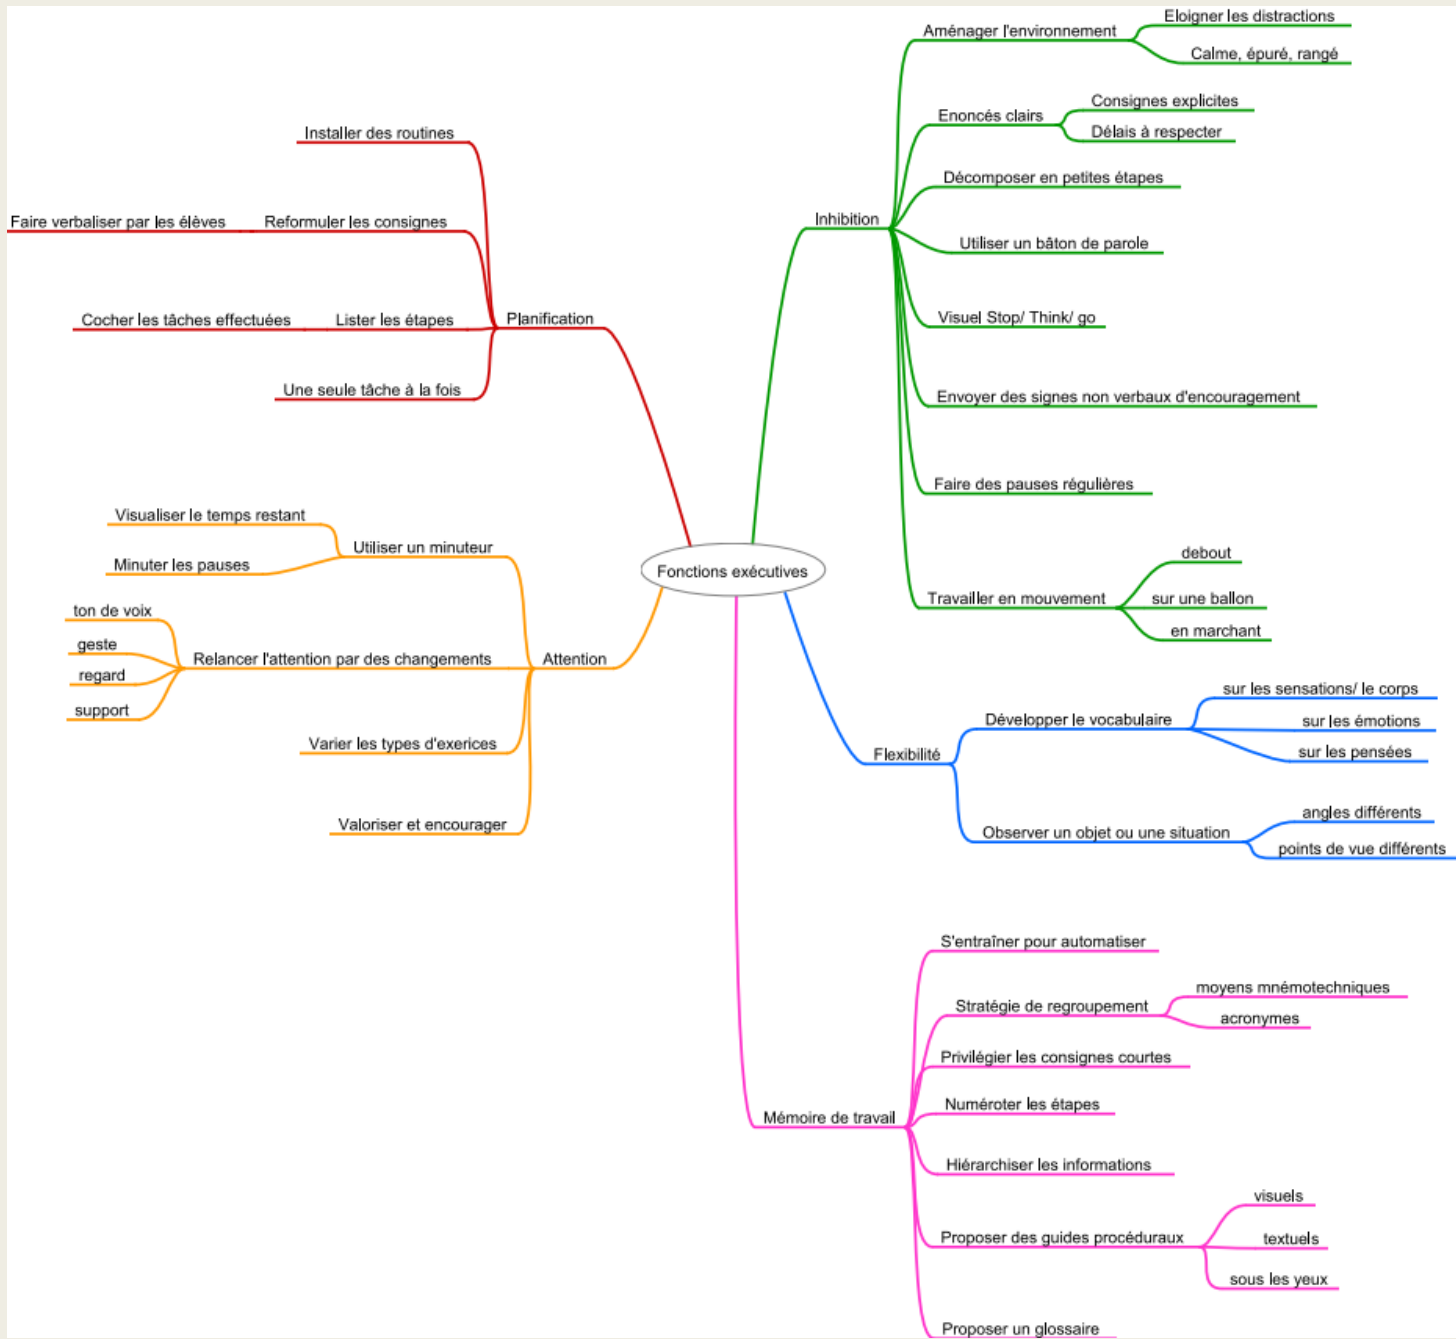 Fonctions exécutives
Inhibition
Aménager l'environnement
Eloigner les distractions
Calme, épuré, rangé
Enoncés clairs
Consignes explicites
Délais à respecter
Décomposer en petites étapes
Utiliser un bâton de parole
Visuel Stop/ Think/ go
Envoyer des signes non verbaux d'encouragement
Faire des pauses régulières
Travailler en mouvement
debout
sur une ballon
en marchant
Flexibilité
Développer le vocabulaire
sur les sensations/ le corps
sur les émotions
sur les pensées
Observer un objet ou une situation
angles différents
points de vue différents
Mémoire de travail
S'entraîner pour automatiser
Stratégie de regroupement
moyens mnémotechniques
acronymes
Privilégier les consignes courtes
Numéroter les étapes
Hiérarchiser les informations
Proposer des guides procéduraux
visuels
textuels
sous les yeux
Proposer un glossaire
Planification
Installer des routines
Reformuler les consignes
Faire verbaliser par les élèves
Lister les étapes
Cocher les tâches effectuées
Une seule tâche à la fois
Attention
Utiliser un minuteur
Visualiser le temps restant
Minuter les pauses
Relancer l'attention par des changements
ton de voix
geste
regard
support
Varier les types d'exerices
Valoriser et encourager